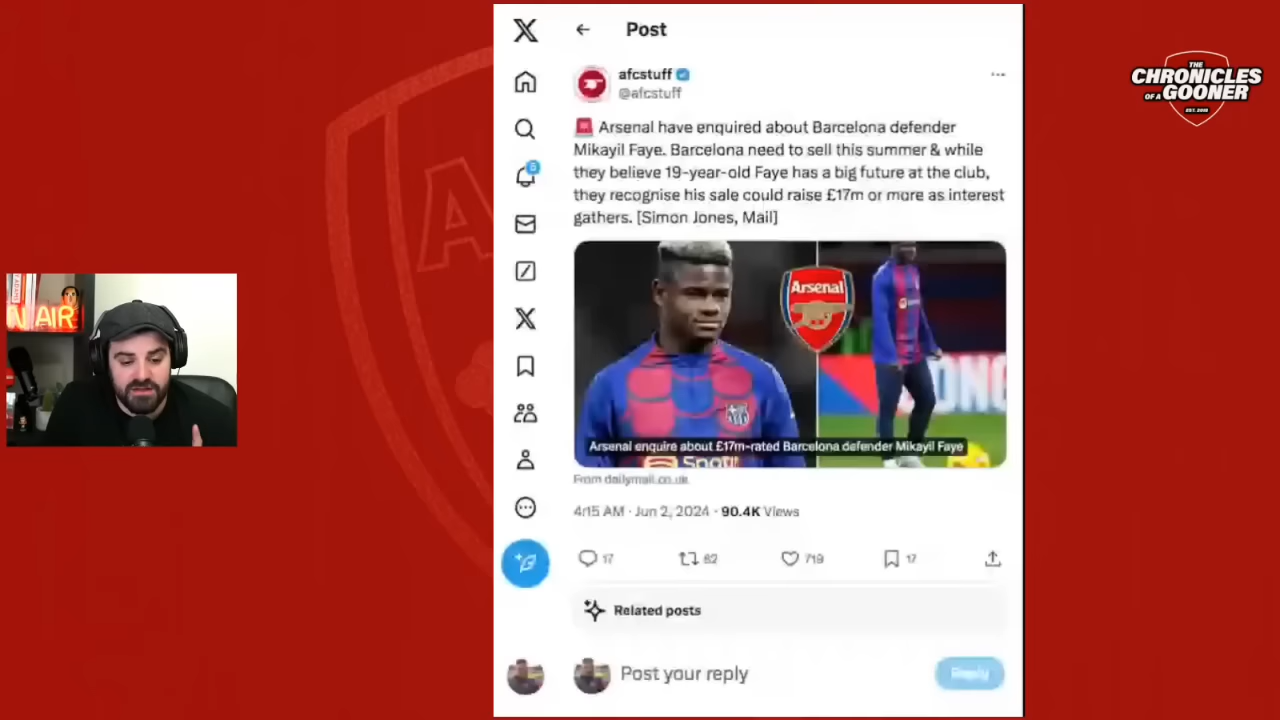 Post
THE
CHRONICLES
OF A GOONER
EST. 2018
afcstuff
@afcstuff
🚨 Arsenal have enquired about Barcelona defender
Mikayil Faye. Barcelona need to sell this summer & while
they believe 19-year-old Faye has a big future at the club,
they recognise his sale could raise £17m or more as interest
gathers. [Simon Jones, Mail]
Arsenal
ON AIR
Arsenal enquire about £17m-rated Barcelona defender Mikayil Faye
Spotify
From dailymail.co.uk
4:15 AM · Jun 2, 2024 · 90.4K Views
17 62 719 17
Related posts
Post your reply
Reply